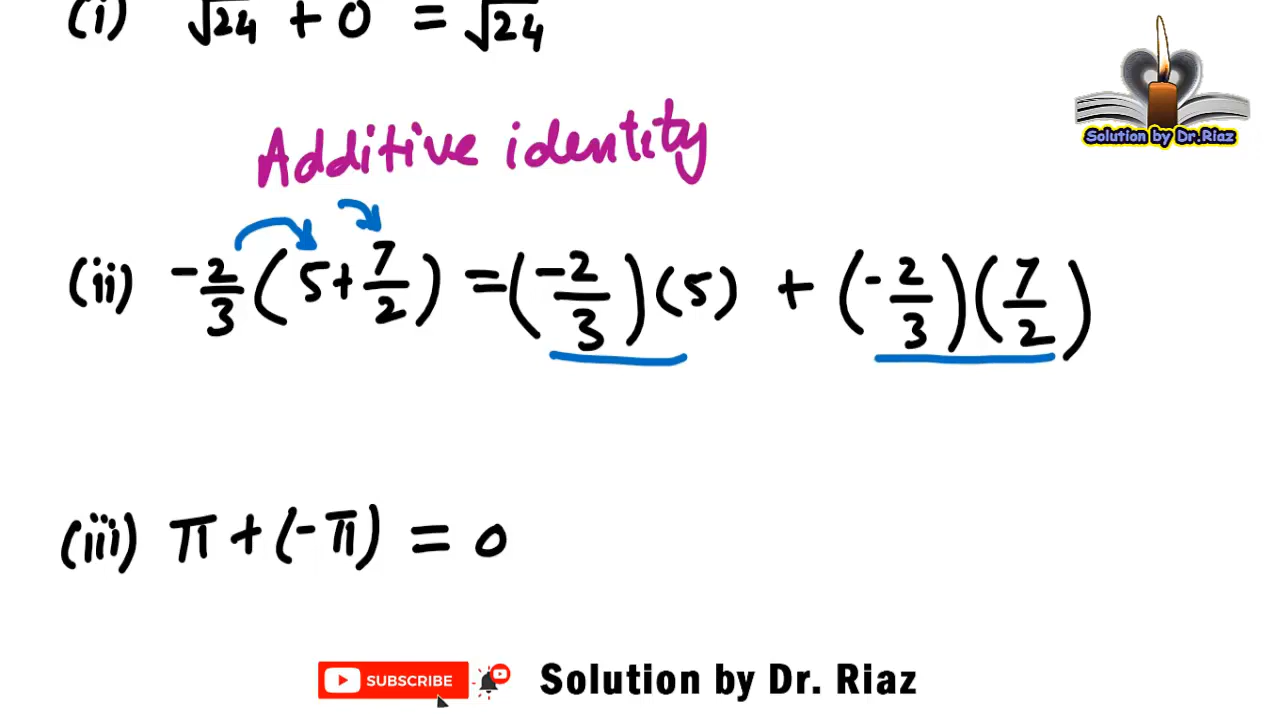 (i) √24 + 0 = √24
Solution by Dr.Riaz
Additive identity
(ii) -2/3 (5 + 7/2) = (-2/3)(5) + (-2/3)(7/2)
(iii) π + (-π) = 0
SUBSCRIBE
Solution by Dr. Riaz